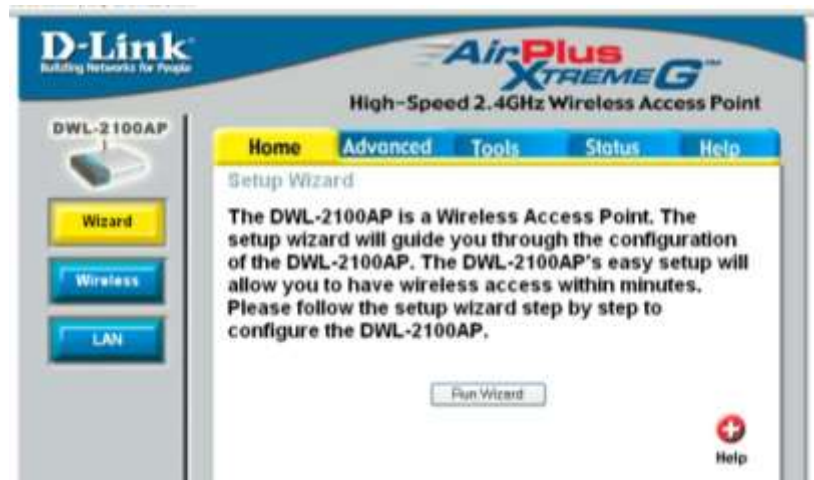 D-Link
Building Networks for People
AirPlus
XTREME G™
High-Speed 2.4GHz Wireless Access Point
DWL-2100AP
Home Advanced Tools Status Help
Wizard
Wireless
LAN
Setup Wizard
The DWL-2100AP is a Wireless Access Point. The
setup wizard will guide you through the configuration
of the DWL-2100AP. The DWL-2100AP's easy setup will
allow you to have wireless access within minutes.
Please follow the setup wizard step by step to
configure the DWL-2100AP.
Run Wizard
Help